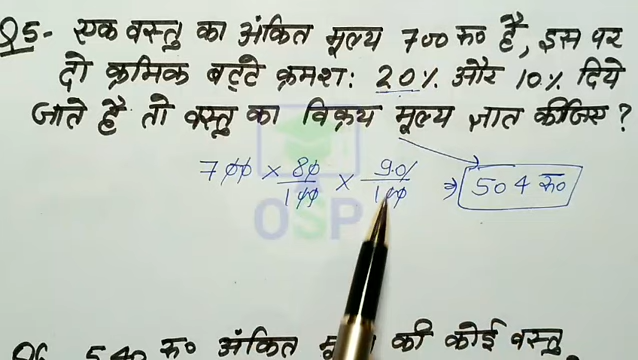 Q5- एक वस्तु का अंकित मूल्य 700 रू० है, इस पर
दो क्रमिक बट्टे क्रमश: 20% और 10% दिये
जाते है तो वस्तु का विक्रय मूल्य ज्ञात कीजिए ?
700 × 80/100 × 90/100 ⇒ 504 रू०
OSP
Q6- 540 रू० अंकित मूल्य की कोई वस्तु